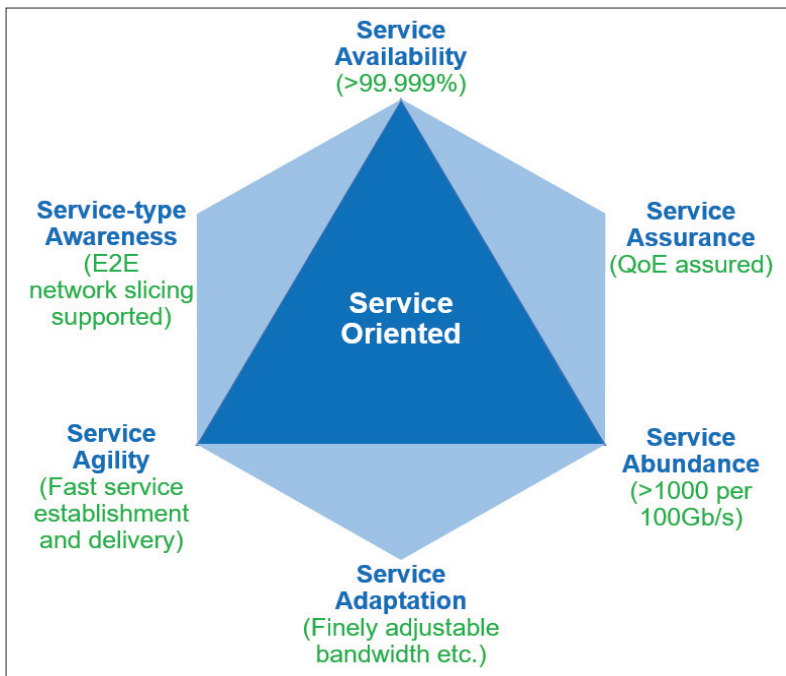 Service
Availability
(>99.999%)
Service-type
Awareness
(E2E
network slicing
supported)
Service
Assurance
(QoE assured)
Service
Oriented
Service
Agility
(Fast service
establishment
and delivery)
Service
Abundance
(>1000 per
100Gb/s)
Service
Adaptation
(Finely adjustable
bandwidth etc.)